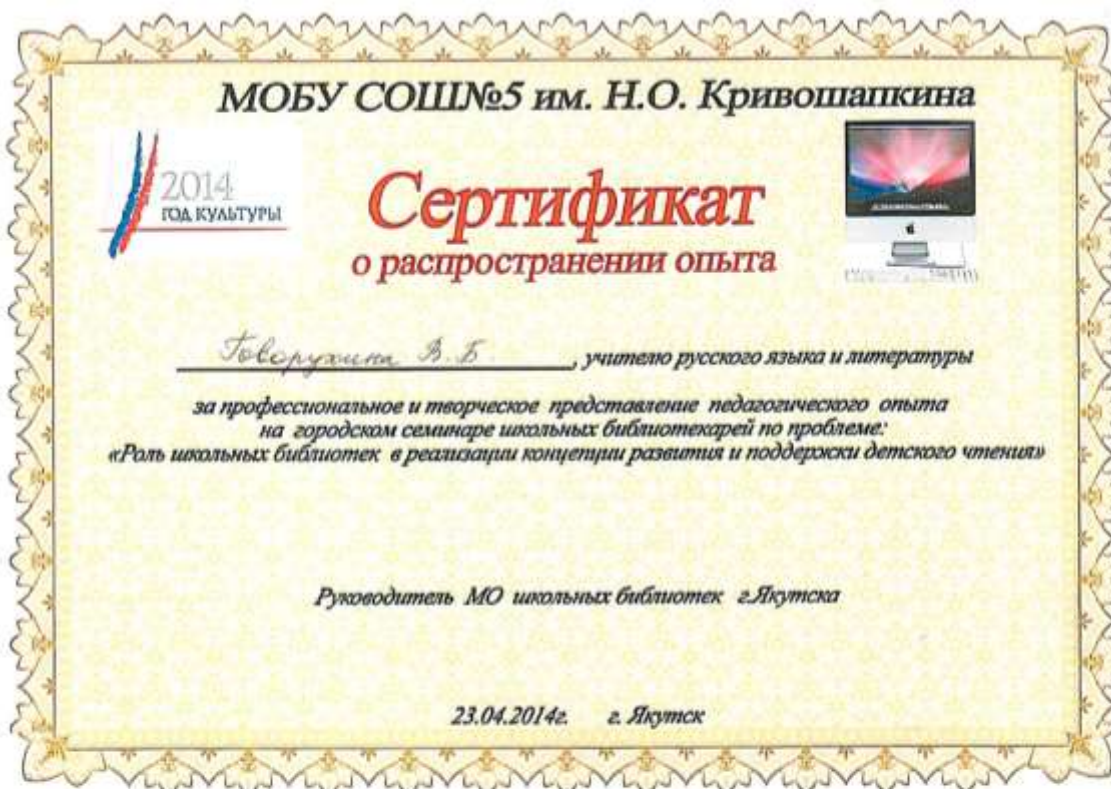 МОБУ СОШ№5 им. Н.О. Кривошапкина
2014
ГОД КУЛЬТУРЫ
Сертификат
о распространении опыта
Говорухина В. Б. , учителю русского языка и литературы
за профессиональное и творческое представление педагогического опыта
на городском семинаре школьных библиотекарей по проблеме:
«Роль школьных библиотек в реализации концепции развития и поддержки детского чтения»
Руководитель МО школьных библиотек г.Якутска
23.04.2014г. г. Якутск